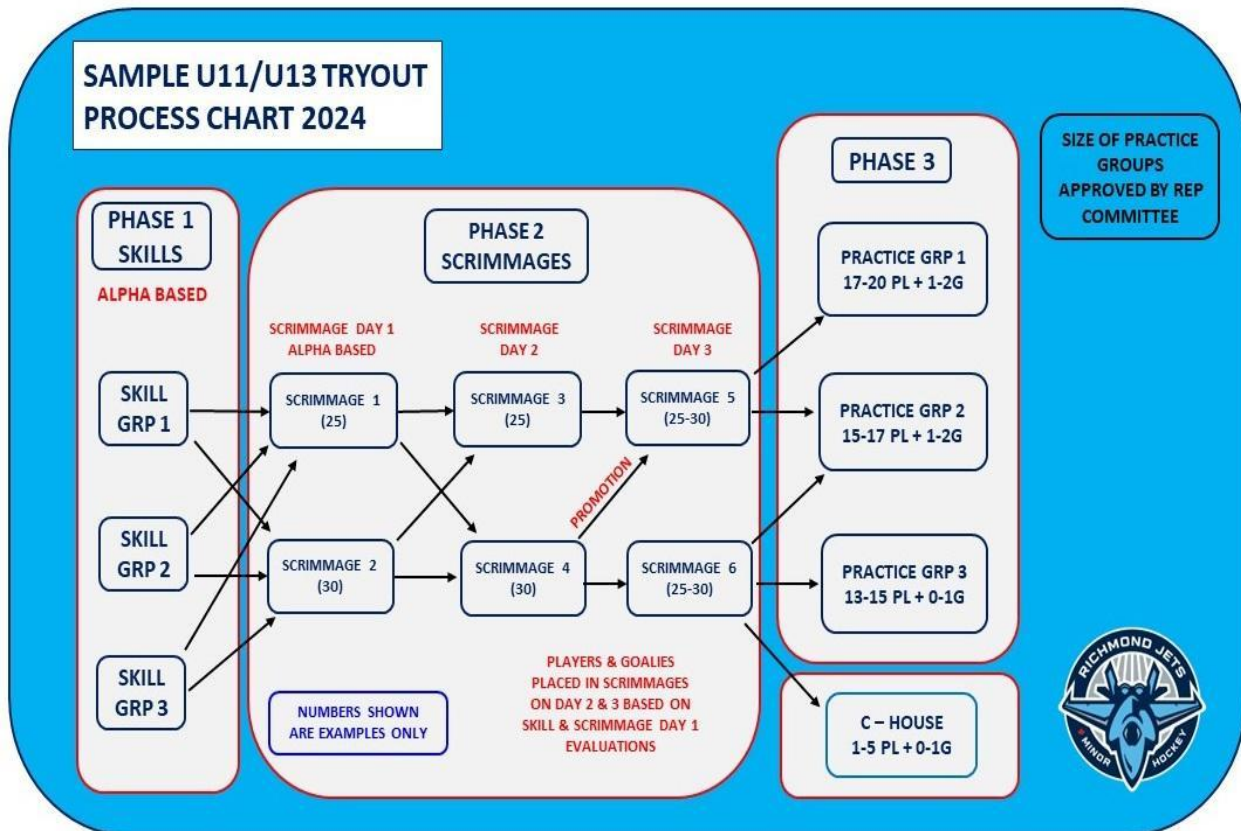 SAMPLE U11/U13 TRYOUT
PROCESS CHART 2024
PHASE 1
SKILLS
ALPHA BASED
SKILL
GRP 1
SKILL
GRP 2
SKILL
GRP 3
PHASE 2
SCRIMMAGES
SCRIMMAGE DAY 1
ALPHA BASED
SCRIMMAGE
DAY 2
SCRIMMAGE
DAY 3
SCRIMMAGE 1
(25)
SCRIMMAGE 3
(25)
SCRIMMAGE 5
(25-30)
PROMOTION
SCRIMMAGE 2
(30)
SCRIMMAGE 4
(30)
SCRIMMAGE 6
(25-30)
NUMBERS SHOWN
ARE EXAMPLES ONLY
PLAYERS & GOALIES
PLACED IN SCRIMMAGES
ON DAY 2 & 3 BASED ON
SKILL & SCRIMMAGE DAY 1
EVALUATIONS
PHASE 3
PRACTICE GRP 1
17-20 PL + 1-2G
PRACTICE GRP 2
15-17 PL + 1-2G
PRACTICE GRP 3
13-15 PL + 0-1G
C – HOUSE
1-5 PL + 0-1G
SIZE OF PRACTICE
GROUPS
APPROVED BY REP
COMMITTEE
RICHMOND JETS
MINOR HOCKEY